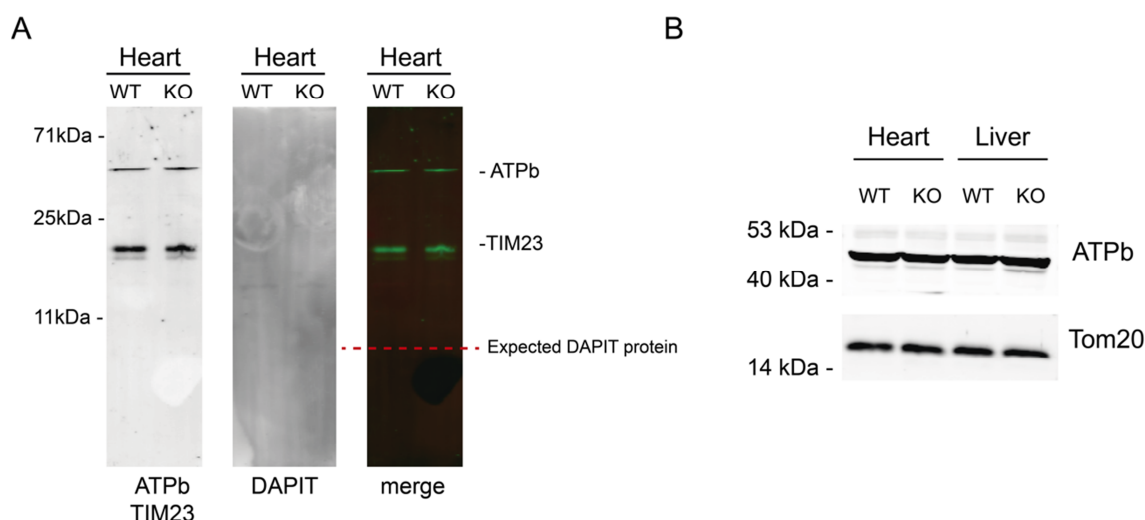 A
Heart
Heart
Heart
WT
KO
WT
KO
WT
KO
71kDa -
25kDa -
11kDa -
- ATPb
-TIM23
Expected DAPIT protein
ATPb
TIM23
DAPIT
merge
B
Heart
Liver
WT
KO
WT
KO
53 kDa -
40 kDa -
14 kDa -
ATPb
Tom20